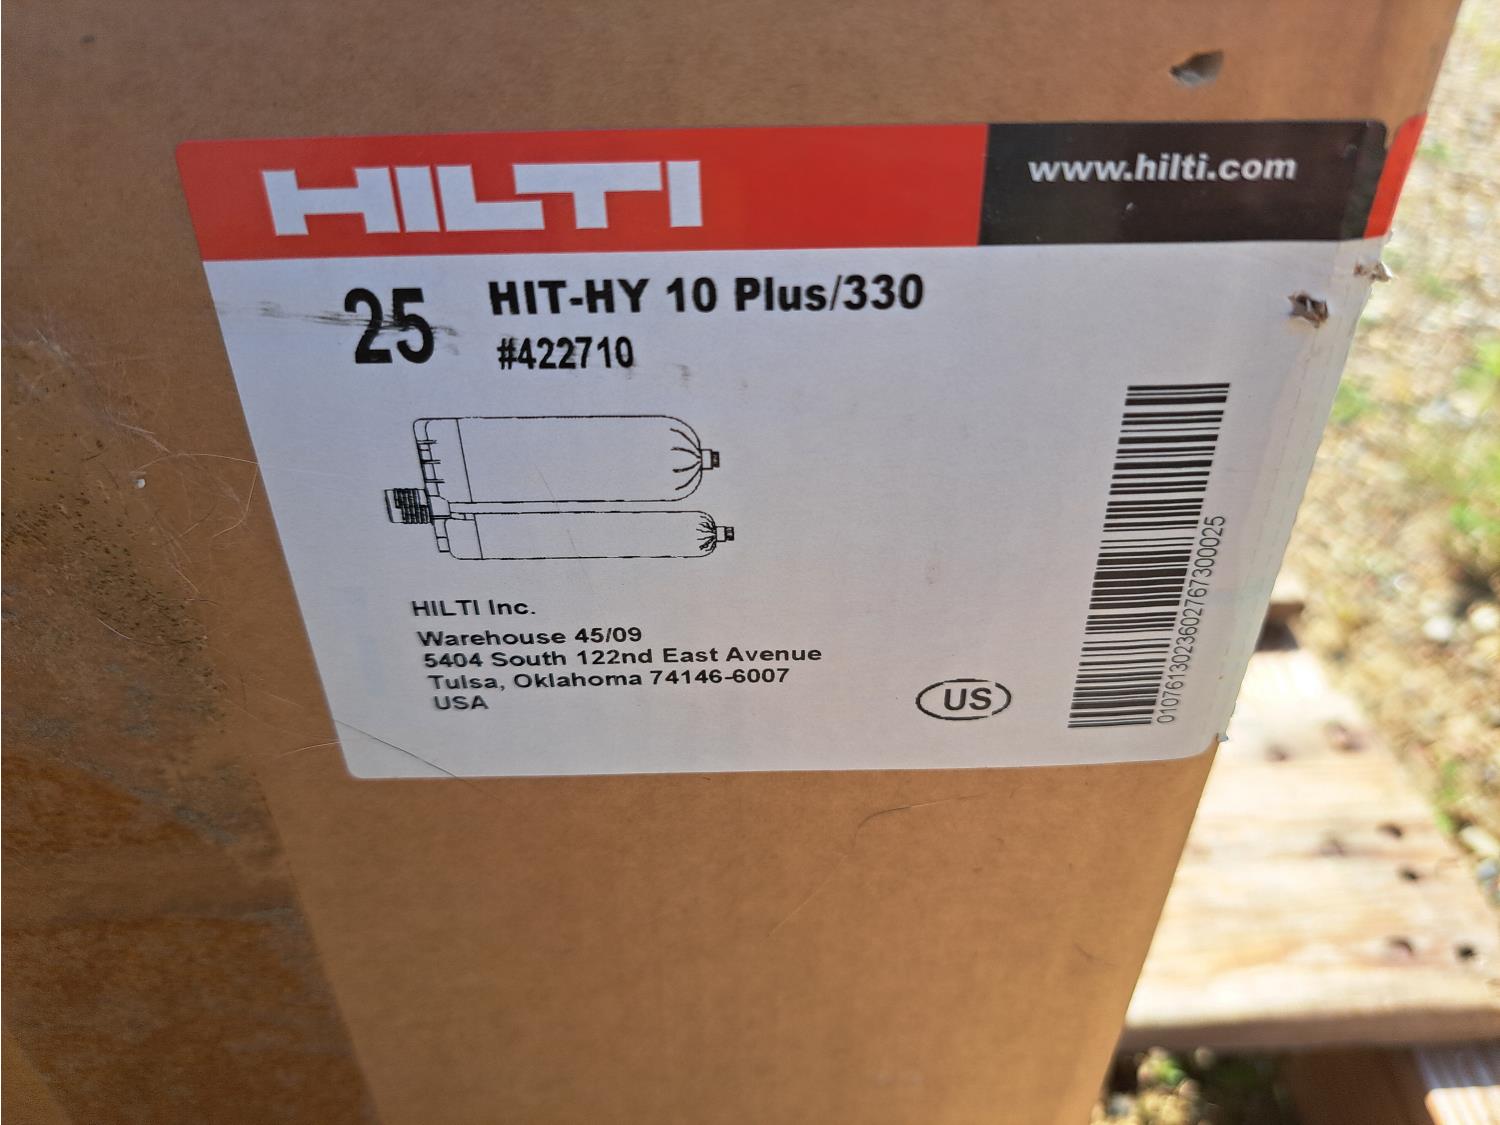 HILTI
www.hilti.com
25
HIT-HY 10 Plus/330
#422710
HILTI Inc.
Warehouse 45/09
5404 South 122nd East Avenue
Tulsa, Oklahoma 74146-6007
USA
US
0107613023602767300025